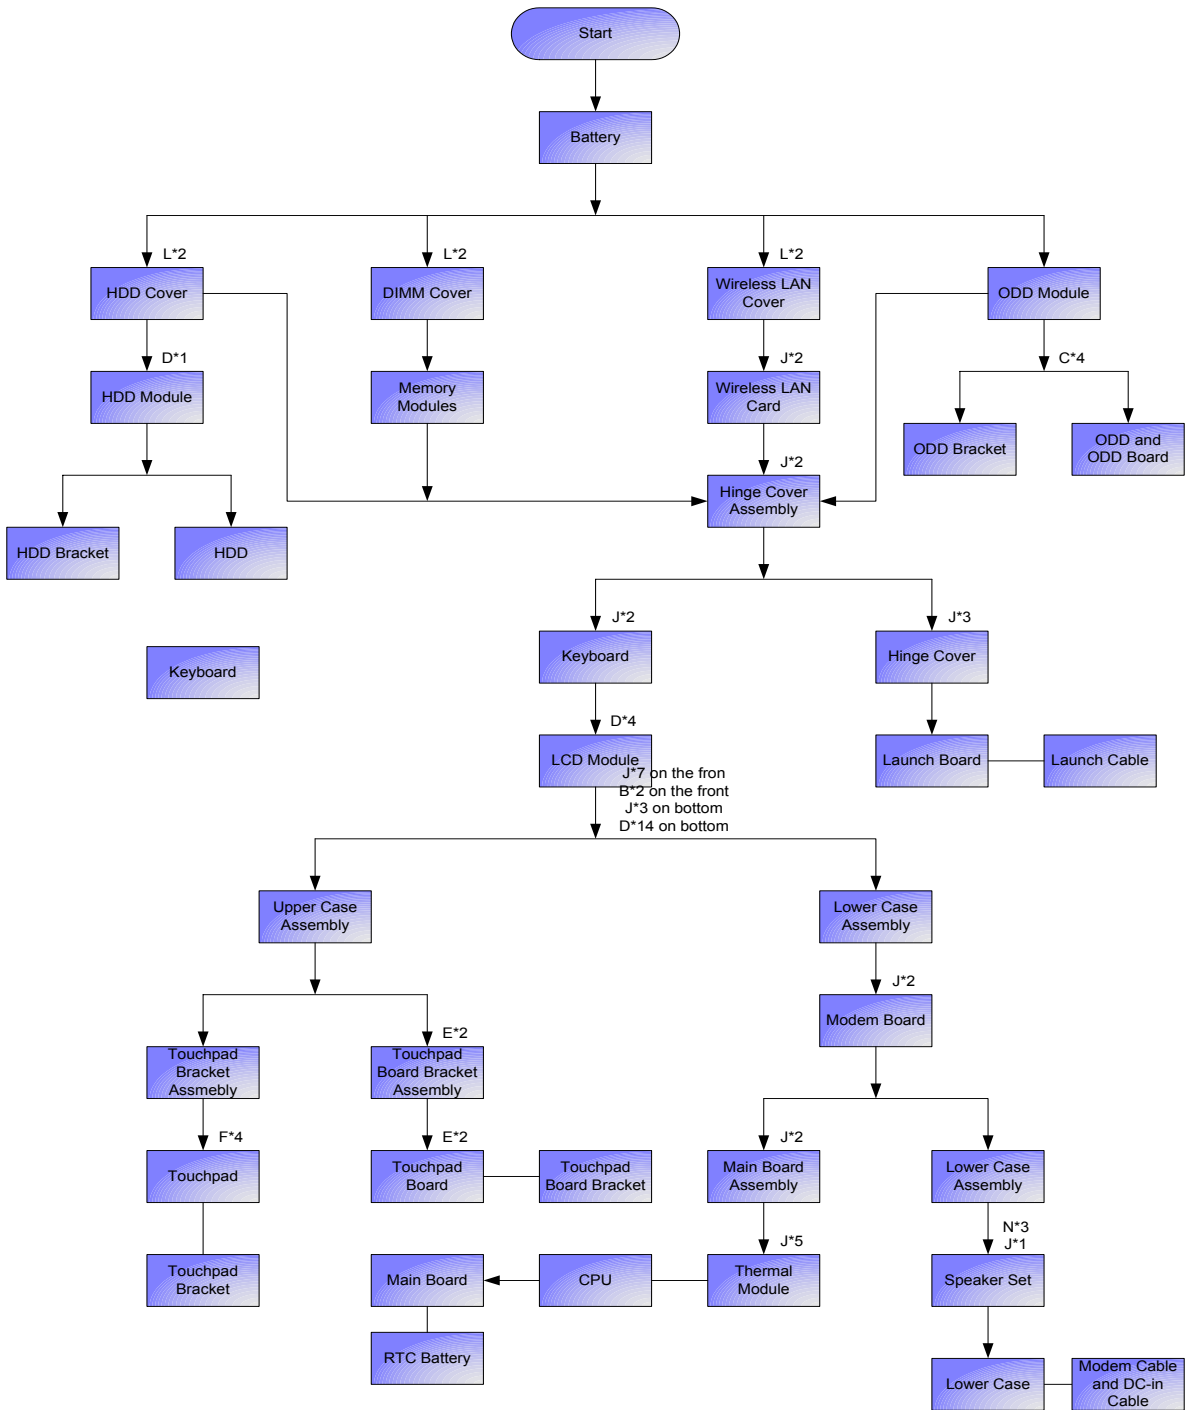 Start
Battery
L*2
L*2
L*2
HDD Cover
DIMM Cover
Wireless LAN
Cover
ODD Module
D*1
J*2
C*4
HDD Module
Memory
Modules
Wireless LAN
Card
ODD Bracket
ODD and
ODD Board
J*2
Hinge Cover
Assembly
HDD Bracket
HDD
J*2
J*3
Keyboard
Keyboard
Hinge Cover
D*4
LCD Module
Launch Board
Launch Cable
J*7 on the fron
B*2 on the front
J*3 on bottom
D*14 on bottom
Upper Case
Assembly
Lower Case
Assembly
J*2
Modem Board
E*2
Touchpad
Bracket
Assmebly
Touchpad
Board Bracket
Assembly
F*4
E*2
J*2
Touchpad
Touchpad
Board
Touchpad
Board Bracket
Main Board
Assembly
Lower Case
Assembly
J*5
N*3
J*1
Touchpad
Bracket
Main Board
CPU
Thermal
Module
Speaker Set
RTC Battery
Lower Case
Modem Cable
and DC-in
Cable